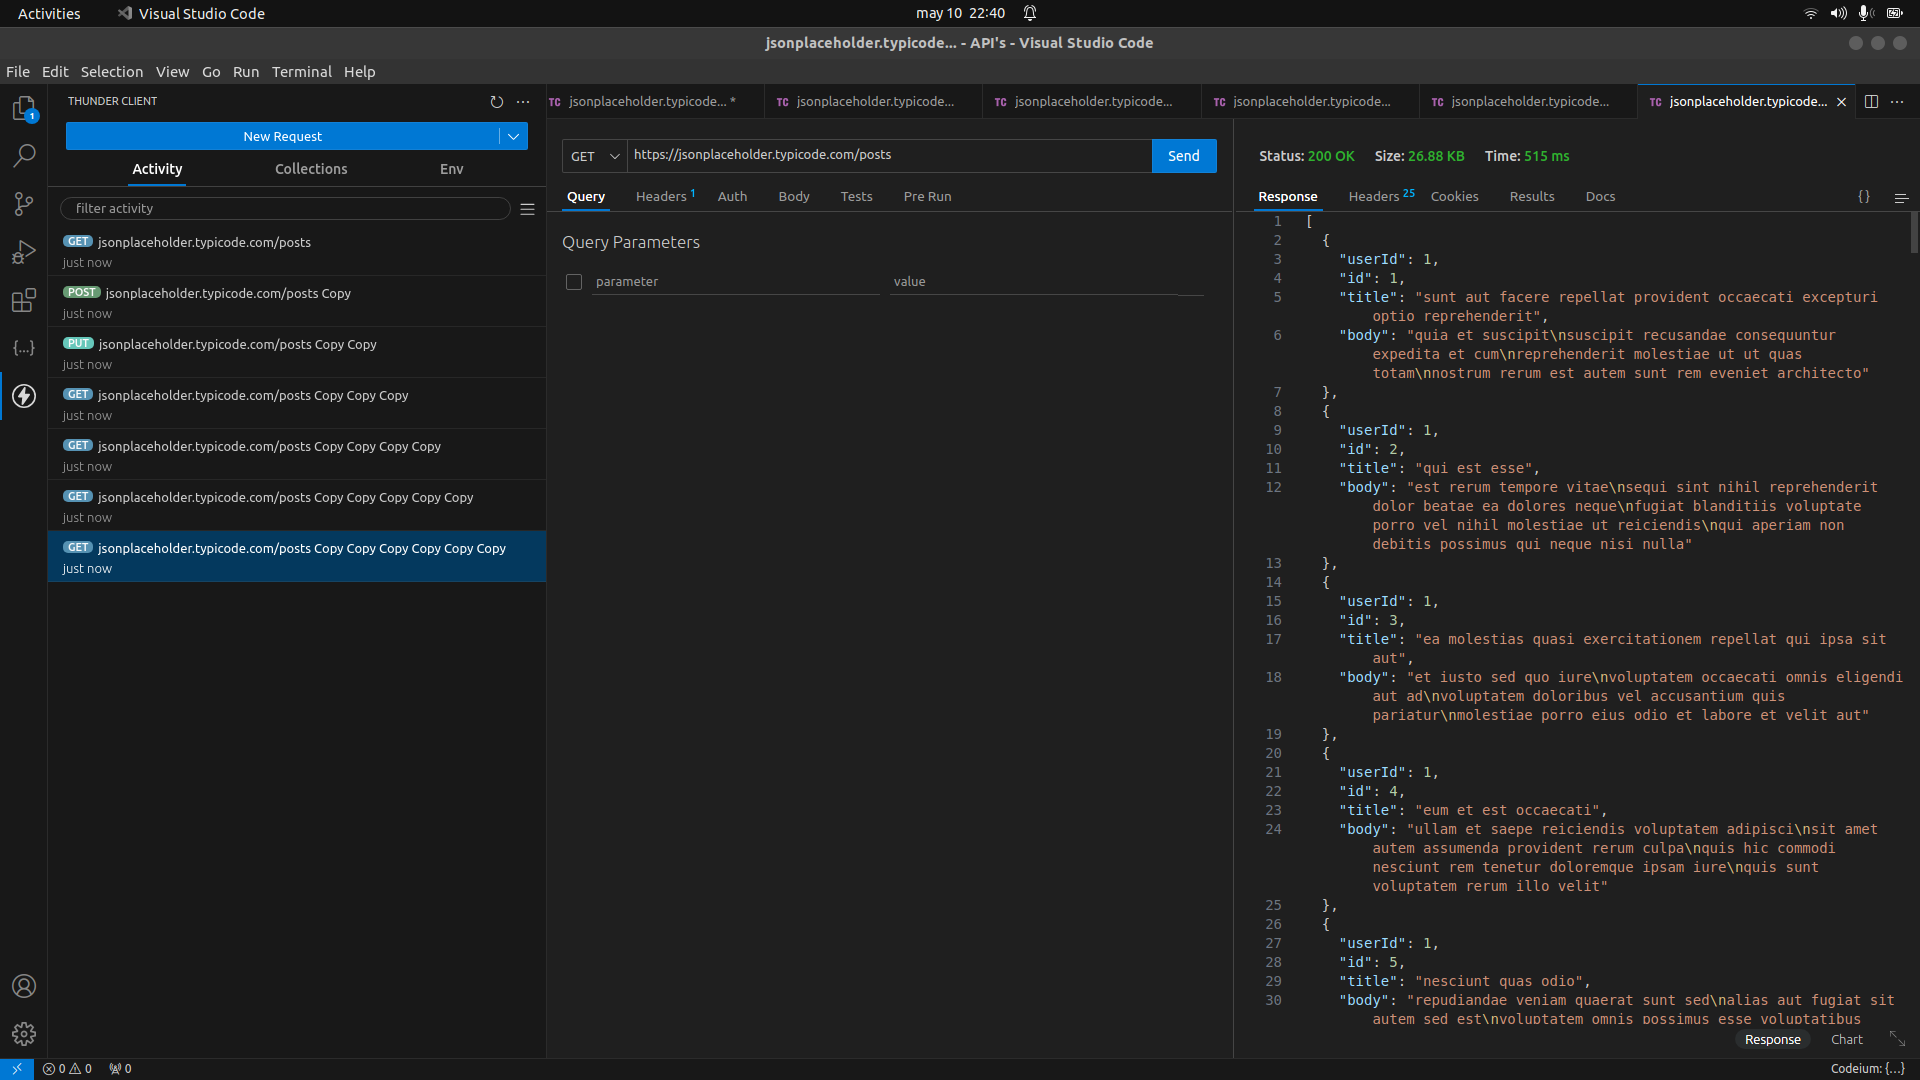 Activities Visual Studio Code may 10 22:40
jsonplaceholder.typicode... - API's - Visual Studio Code
File Edit Selection View Go Run Terminal Help
THUNDER CLIENT
New Request
Activity Collections Env
filter activity
GET jsonplaceholder.typicode.com/posts
just now
POST jsonplaceholder.typicode.com/posts Copy
just now
PUT jsonplaceholder.typicode.com/posts Copy Copy
just now
GET jsonplaceholder.typicode.com/posts Copy Copy Copy
just now
GET jsonplaceholder.typicode.com/posts Copy Copy Copy Copy
just now
GET jsonplaceholder.typicode.com/posts Copy Copy Copy Copy Copy
just now
GET jsonplaceholder.typicode.com/posts Copy Copy Copy Copy Copy Copy
just now
TC jsonplaceholder.typicode... * TC jsonplaceholder.typicode... TC jsonplaceholder.typicode... TC jsonplaceholder.typicode... TC jsonplaceholder.typicode... TC jsonplaceholder.typicode...
GET https://jsonplaceholder.typicode.com/posts Send
Query Headers 1 Auth Body Tests Pre Run
Query Parameters
parameter value
Status: 200 OK Size: 26.88 KB Time: 515 ms
Response Headers 25 Cookies Results Docs {}
1 [
2 {
3 "userId": 1,
4 "id": 1,
5 "title": "sunt aut facere repellat provident occaecati excepturi
optio reprehenderit",
6 "body": "quia et suscipit\nsuscipit recusandae consequuntur
expedita et cum\nreprehenderit molestiae ut ut quas
totam\nnostrum rerum est autem sunt rem eveniet architecto"
7 },
8 {
9 "userId": 1,
10 "id": 2,
11 "title": "qui est esse",
12 "body": "est rerum tempore vitae\nsequi sint nihil reprehenderit
dolor beatae ea dolores neque\nfugiat blanditiis voluptate
porro vel nihil molestiae ut reiciendis\nqui aperiam non
debitis possimus qui neque nisi nulla"
13 },
14 {
15 "userId": 1,
16 "id": 3,
17 "title": "ea molestias quasi exercitationem repellat qui ipsa sit
aut",
18 "body": "et iusto sed quo iure\nvoluptatem occaecati omnis eligendi
aut ad\nvoluptatem doloribus vel accusantium quis
pariatur\nmolestiae porro eius odio et labore et velit aut"
19 },
20 {
21 "userId": 1,
22 "id": 4,
23 "title": "eum et est occaecati",
24 "body": "ullam et saepe reiciendis voluptatem adipisci\nsit amet
autem assumenda provident rerum culpa\nquis hic commodi
nesciunt rem tenetur doloremque ipsam iure\nquis sunt
voluptatem rerum illo velit"
25 },
26 {
27 "userId": 1,
28 "id": 5,
29 "title": "nesciunt quas odio",
30 "body": "repudiandae veniam quaerat sunt sed\nalias aut fugiat sit
autem sed est\nvoluptatem omnis possimus esse voluptatibus
Response Chart
0 0 0 Codeium: {...}